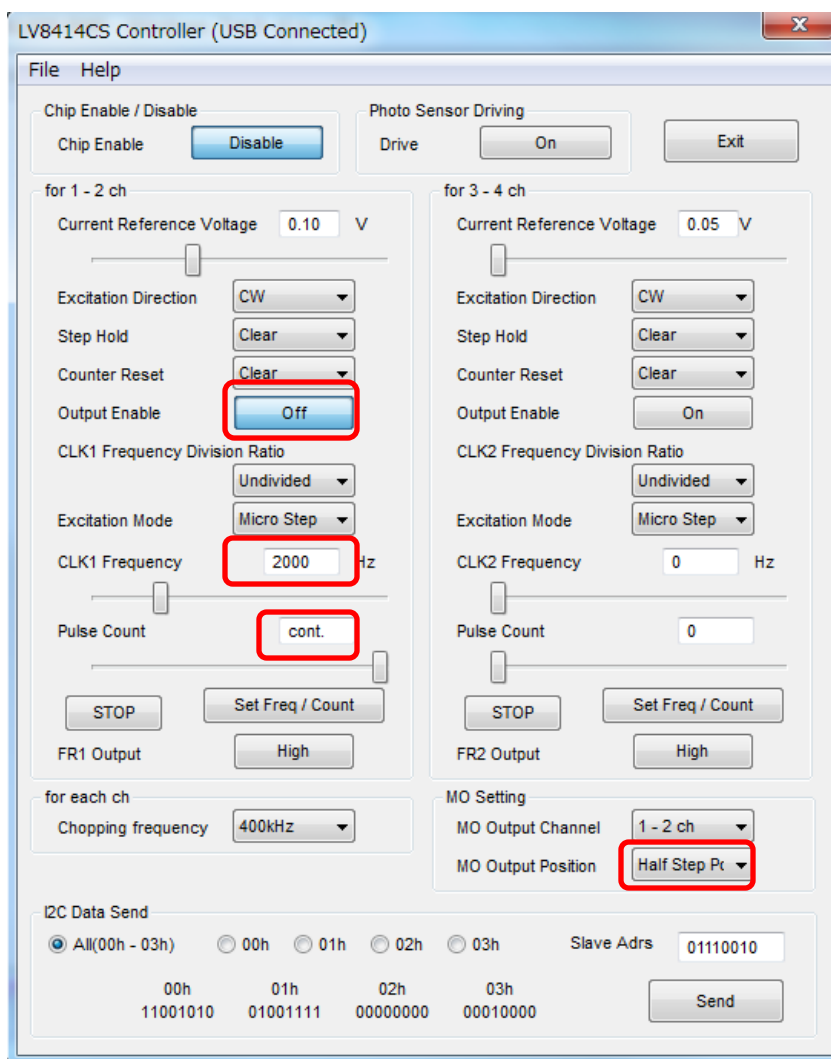 LV8414CS Controller (USB Connected)
File Help
Chip Enable / Disable
Chip Enable Disable
Photo Sensor Driving
Drive On
Exit
for 1 - 2 ch
Current Reference Voltage 0.10 V
Excitation Direction CW
Step Hold Clear
Counter Reset Clear
Output Enable Off
CLK1 Frequency Division Ratio
Undivided
Excitation Mode Micro Step
CLK1 Frequency 2000 Hz
Pulse Count cont.
STOP Set Freq / Count
FR1 Output High
for 3 - 4 ch
Current Reference Voltage 0.05 V
Excitation Direction CW
Step Hold Clear
Counter Reset Clear
Output Enable On
CLK2 Frequency Division Ratio
Undivided
Excitation Mode Micro Step
CLK2 Frequency 0 Hz
Pulse Count 0
STOP Set Freq / Count
FR2 Output High
for each ch
Chopping frequency 400kHz
MO Setting
MO Output Channel 1 - 2 ch
MO Output Position Half Step
I2C Data Send
All(00h - 03h) 00h 01h 02h 03h Slave Adrs 01110010
00h 01h 02h 03h
11001010 01001111 00000000 00010000
Send